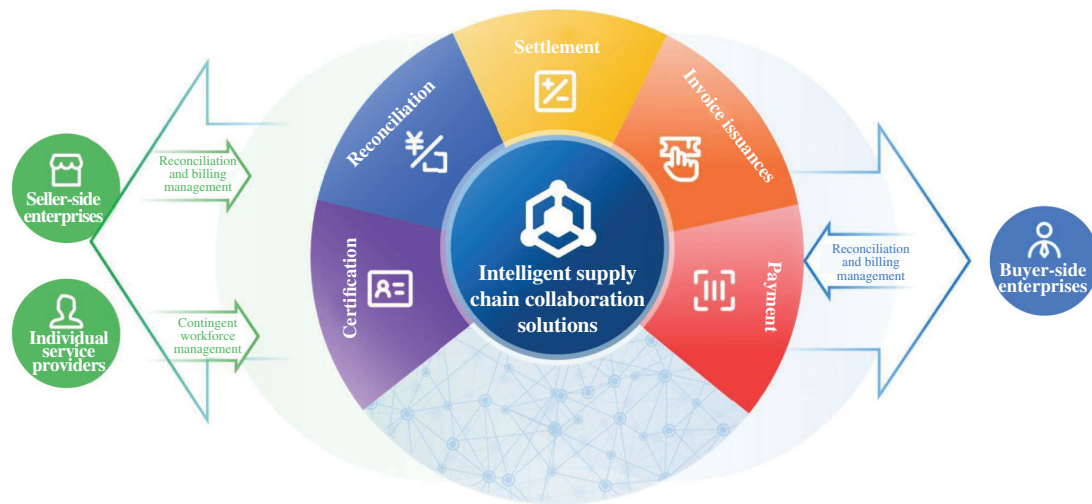 Settlement
Reconciliation
Invoice issuances
Certification
Payment
Intelligent supply
chain collaboration
solutions
Seller-side
enterprises
Reconciliation
and billing
management
Individual
service
providers
Contingent
workforce
management
Reconciliation
and billing
management
Buyer-side
enterprises